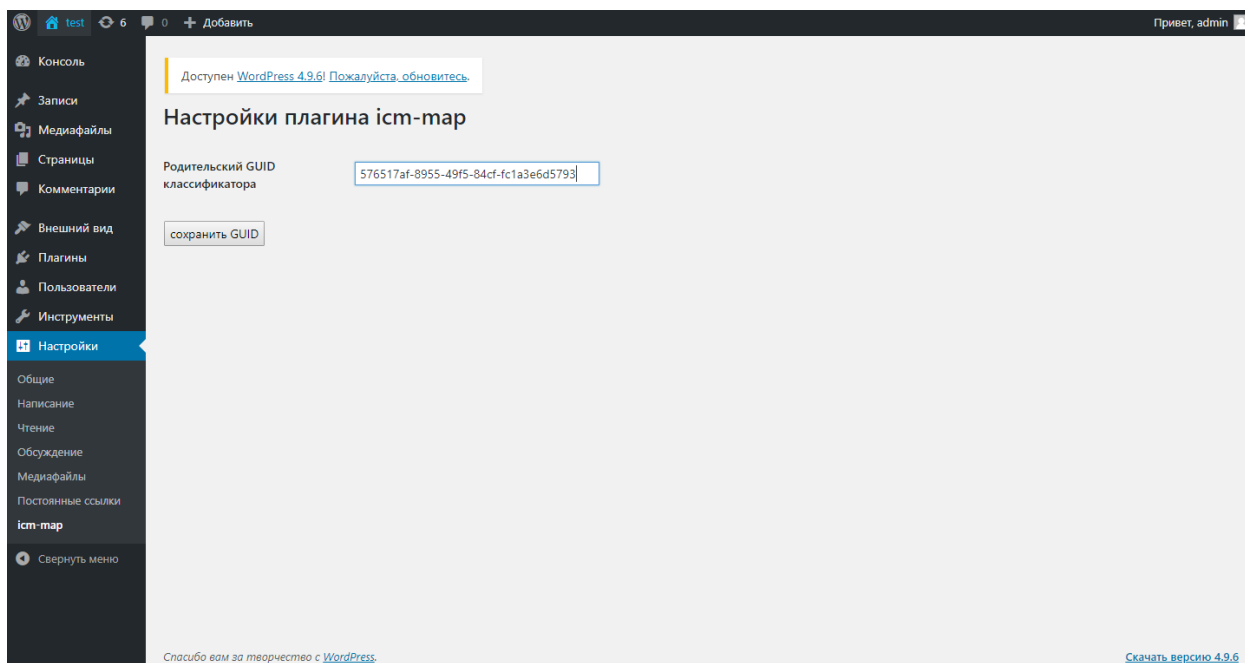 test 6 0 + Добавить Привет, admin
Консоль
Записи
Медиафайлы
Страницы
Комментарии
Внешний вид
Плагины
Пользователи
Инструменты
Настройки
Общие
Написание
Чтение
Обсуждение
Медиафайлы
Постоянные ссылки
icm-map
Свернуть меню
Доступен WordPress 4.9.6! Пожалуйста, обновитесь.
Настройки плагина icm-map
Родительский GUID
классификатора
576517af-8955-49f5-84cf-fc1a3e6d5793
сохранить GUID
Спасибо вам за творчество с WordPress.
Скачать версию 4.9.6